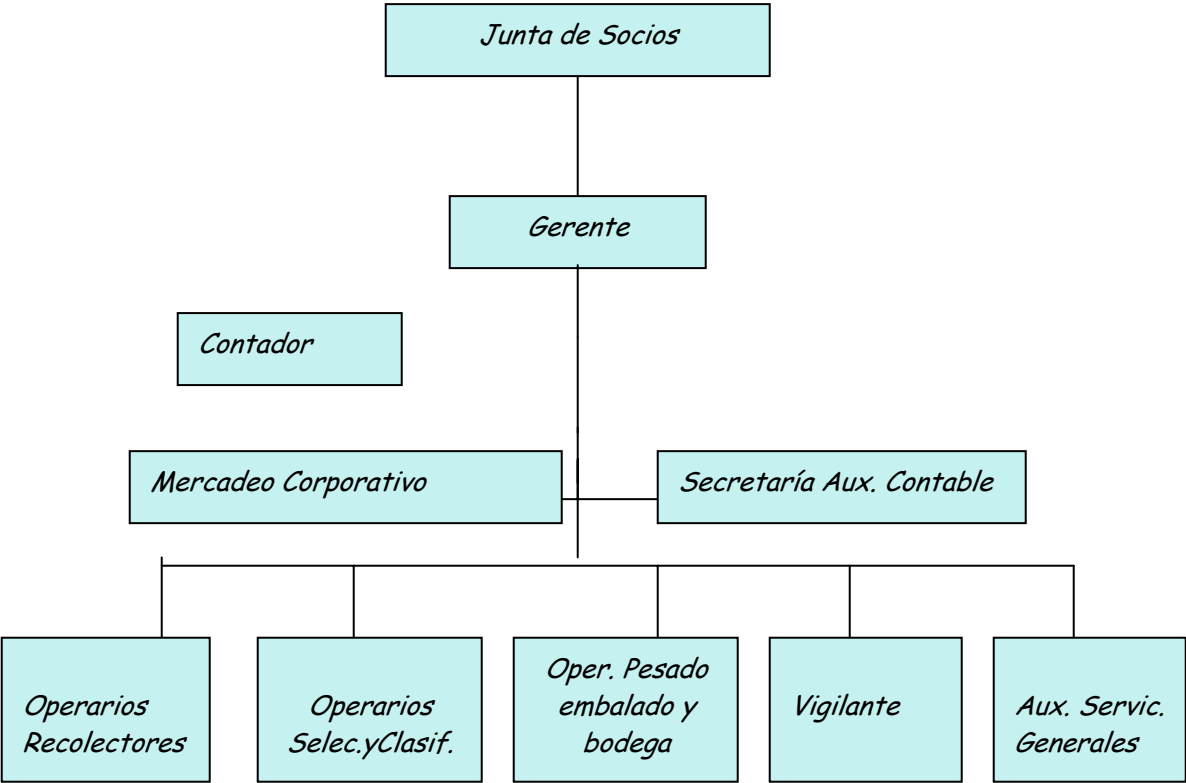 Junta de Socios
Gerente
Contador
Mercadeo Corporativo
Secretaría Aux. Contable
Operarios
Recolectores
Operarios
Selec.yClasif.
Oper. Pesado
embalado y
bodega
Vigilante
Aux. Servic.
Generales